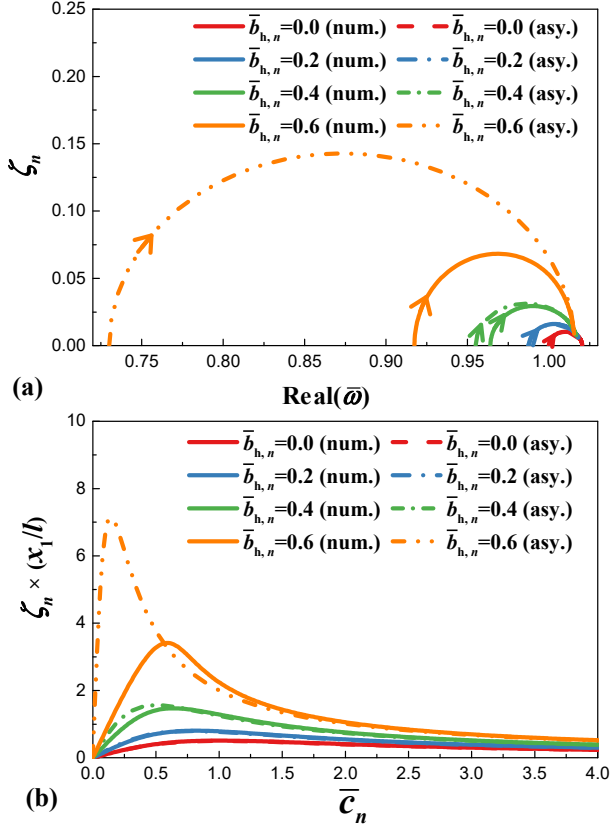 0.25
0.20
0.15
0.10
0.05
0.00
ζₙ
b̄h, n=0.0 (num.) b̄h, n=0.0 (asy.)
b̄h, n=0.2 (num.) b̄h, n=0.2 (asy.)
b̄h, n=0.4 (num.) b̄h, n=0.4 (asy.)
b̄h, n=0.6 (num.) b̄h, n=0.6 (asy.)
0.75 0.80 0.85 0.90 0.95 1.00
(a) Real(ω̄)
10
8
6
4
2
0
ζₙ × (x₁/l)
b̄h, n=0.0 (num.) b̄h, n=0.0 (asy.)
b̄h, n=0.2 (num.) b̄h, n=0.2 (asy.)
b̄h, n=0.4 (num.) b̄h, n=0.4 (asy.)
b̄h, n=0.6 (num.) b̄h, n=0.6 (asy.)
0.0 0.5 1.0 1.5 2.0 2.5 3.0 3.5 4.0
(b) c̄ₙ